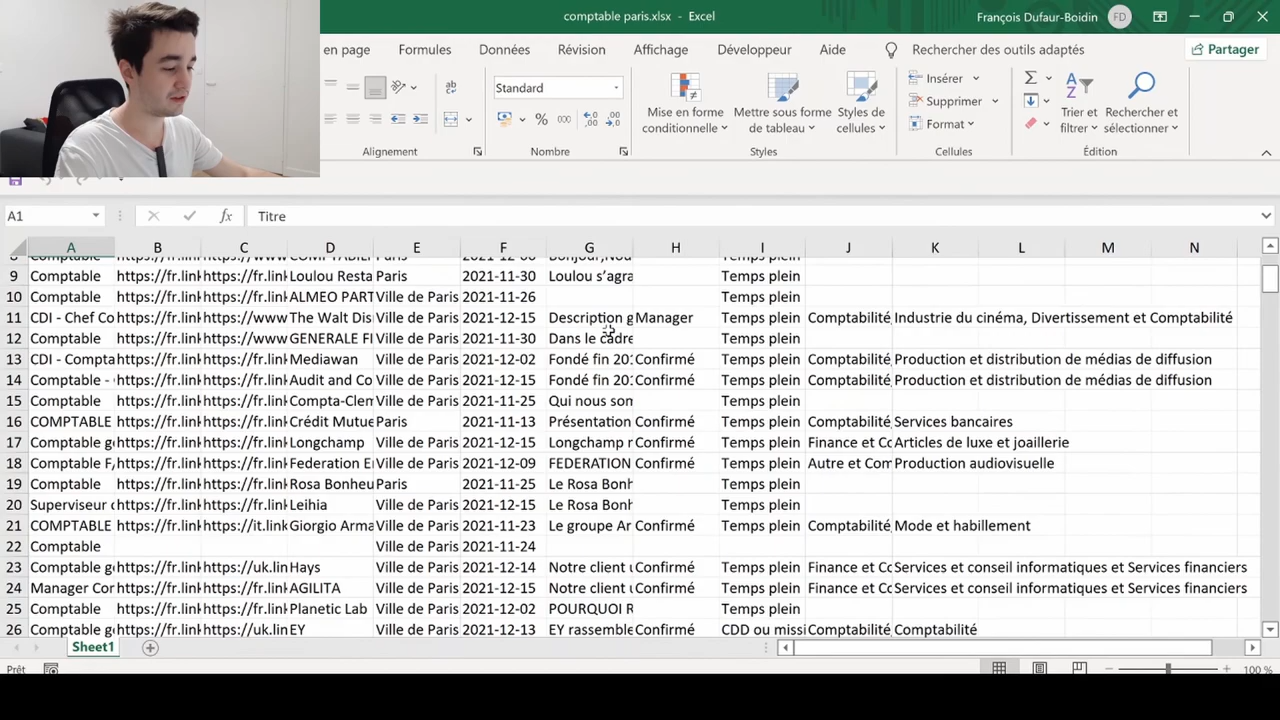 comptable paris.xlsx - Excel
François Dufaur-Boidin FD
en page Formules Données Révision Affichage Développeur Aide Rechercher des outils adaptés Partager
ab
Standard
Mise en forme conditionnelle
Mettre sous forme de tableau
Styles de cellules
Insérer
Supprimer
Format
Trier et filtrer
Rechercher et sélectionner
% 000
Alignement Nombre Styles Cellules Édition
A1 fx Titre
A B C D E F G H I J K L M N
9 Comptable https://fr.link https://fr.link Loulou Resta Paris 2021-11-30 Loulou s’agra Temps plein
10 Comptable https://fr.link https://fr.link ALMEO PART Ville de Paris 2021-11-26 Temps plein
11 CDI - Chef Co https://fr.link https://www The Walt Dis Ville de Paris 2021-12-15 Description g Manager Temps plein Comptabilité, Industrie du cinéma, Divertissement et Comptabilité
12 Comptable https://fr.link https://www GENERALE FI Ville de Paris 2021-11-30 Dans le cadre Temps plein
13 CDI - Compta https://fr.link https://fr.link Mediawan Ville de Paris 2021-12-02 Fondé fin 201 Confirmé Temps plein Comptabilité, Production et distribution de médias de diffusion
14 Comptable - https://fr.link https://fr.link Audit and Co Ville de Paris 2021-12-15 Fondé fin 201 Confirmé Temps plein Comptabilité, Production et distribution de médias de diffusion
15 Comptable https://fr.link https://fr.link Compta-Clem Ville de Paris 2021-11-25 Qui nous som Temps plein
16 COMPTABLE https://fr.link https://fr.link Crédit Mutue Paris 2021-11-13 Présentation Confirmé Temps plein Comptabilité, Services bancaires
17 Comptable gé https://fr.link https://fr.link Longchamp Ville de Paris 2021-12-15 Longchamp r Confirmé Temps plein Finance et Co Articles de luxe et joaillerie
18 Comptable F, https://fr.link https://fr.link Federation E Ville de Paris 2021-12-09 FEDERATION Confirmé Temps plein Autre et Com Production audiovisuelle
19 Comptable https://fr.link https://fr.link Rosa Bonheu Paris 2021-11-25 Le Rosa Bonh Temps plein
20 Superviseur https://fr.link https://fr.link Leihia Ville de Paris 2021-12-15 Le Rosa Bonh Temps plein
21 COMPTABLE https://fr.link https://it.link Giorgio Arma Ville de Paris 2021-11-23 Le groupe Ar Confirmé Temps plein Comptabilité, Mode et habillement
22 Comptable Ville de Paris 2021-11-24
23 Comptable gé https://fr.link https://uk.lin Hays Ville de Paris 2021-12-14 Notre client Confirmé Temps plein Finance et Co Services et conseil informatiques et Services financiers
24 Manager Cor https://fr.link https://fr.link AGILITA Ville de Paris 2021-12-15 Notre client Confirmé Temps plein Finance et Co Services et conseil informatiques et Services financiers
25 Comptable https://fr.link https://fr.link Planetic Lab Ville de Paris 2021-12-02 POURQUOI R Temps plein
26 Comptable gé https://fr.link https://uk.lin EY Ville de Paris 2021-12-13 EY rassemble Confirmé CDD ou missi Comptabilité, Comptabilité
Sheet1
Prêt 100 %